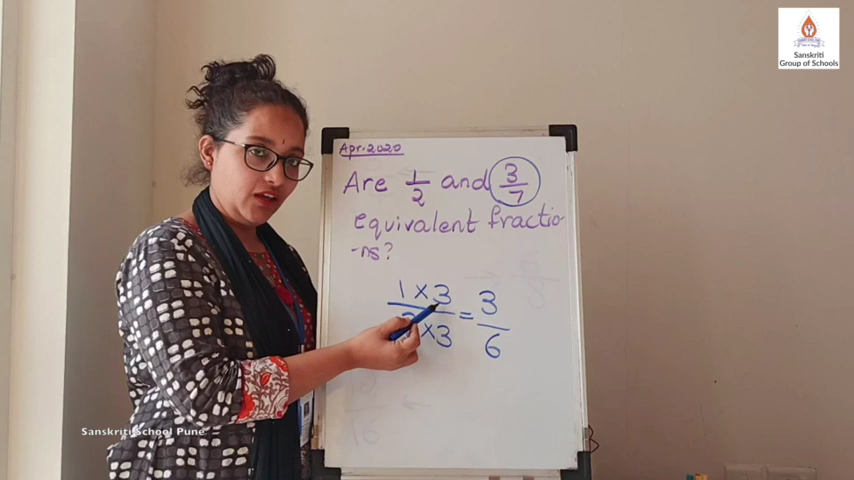 Sanskriti
Group of Schools
Apr-2020
Are 1/2 and 3/7
equivalent fractio
-ns?
1 × 3 / 2 × 3 = 3 / 6
Sanskriti School Pune